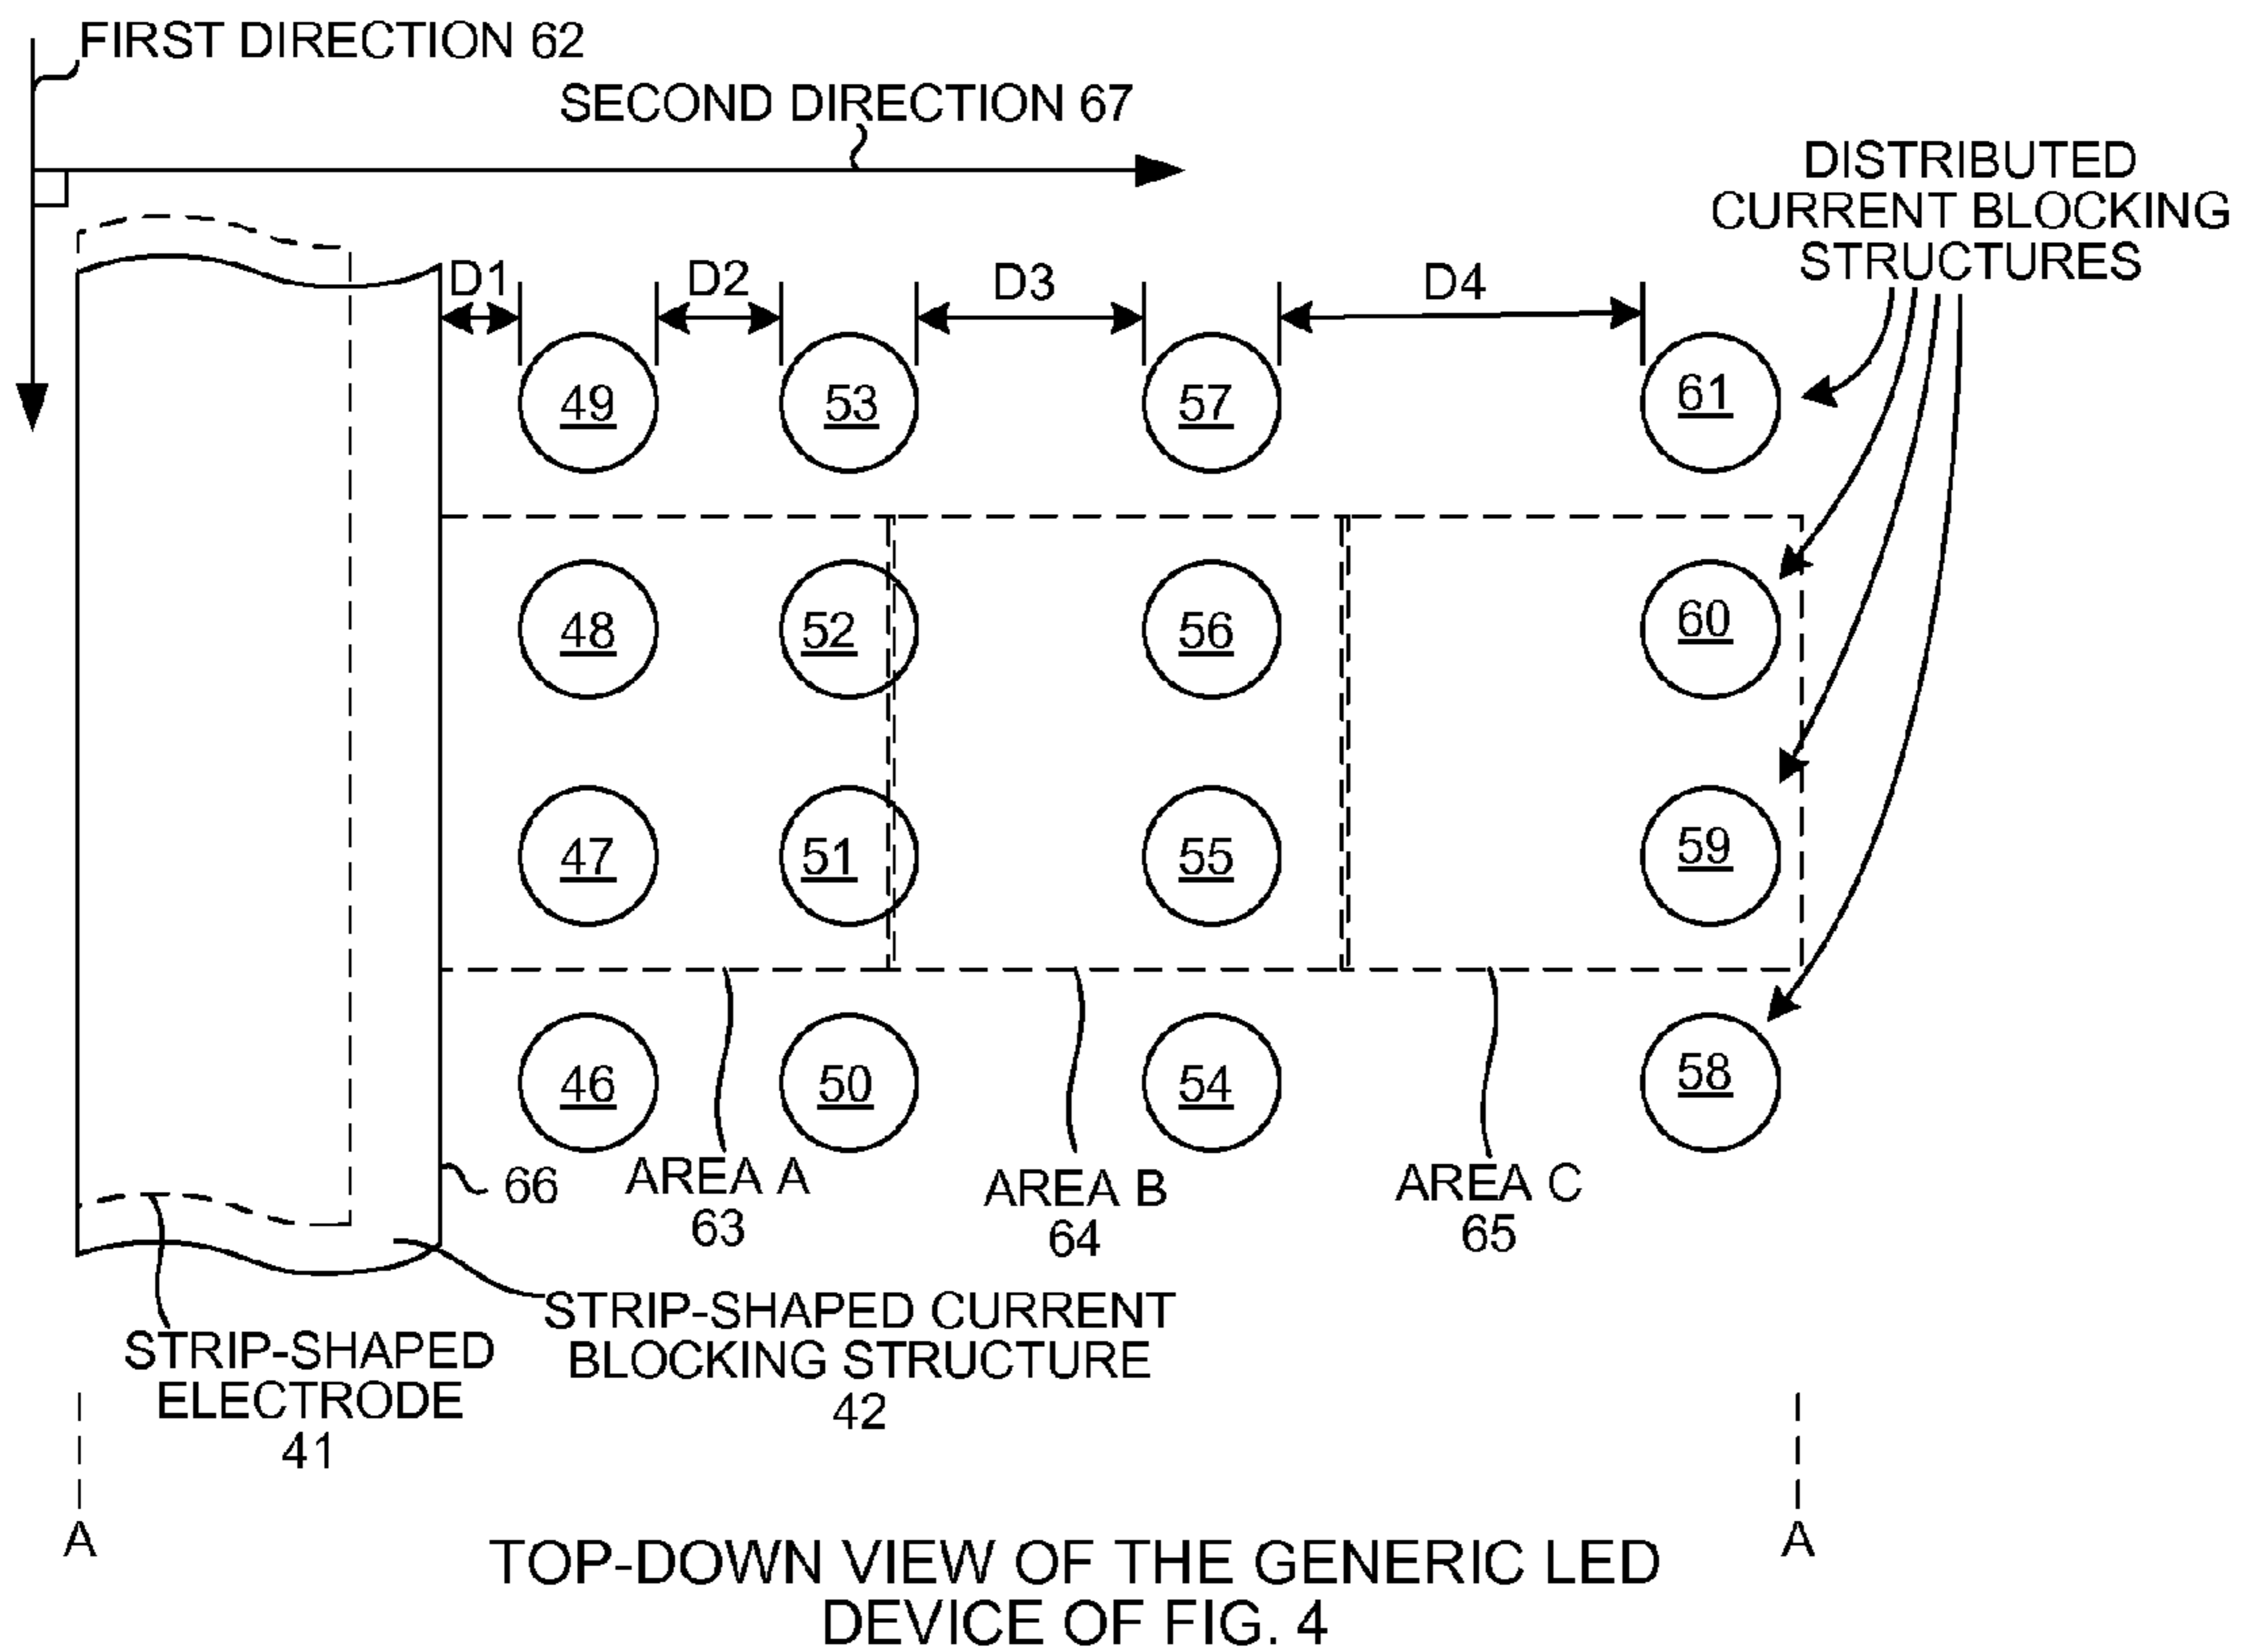 FIRST DIRECTION 62
SECOND DIRECTION 67
DISTRIBUTED
CURRENT BLOCKING
STRUCTURES
D1
D2
D3
D4
49
53
57
61
48
52
56
60
47
51
55
59
46
50
54
58
66
AREA A
63
AREA B
64
AREA C
65
STRIP-SHAPED CURRENT
BLOCKING STRUCTURE
42
STRIP-SHAPED
ELECTRODE
41
A
A
TOP-DOWN VIEW OF THE GENERIC LED
DEVICE OF FIG. 4